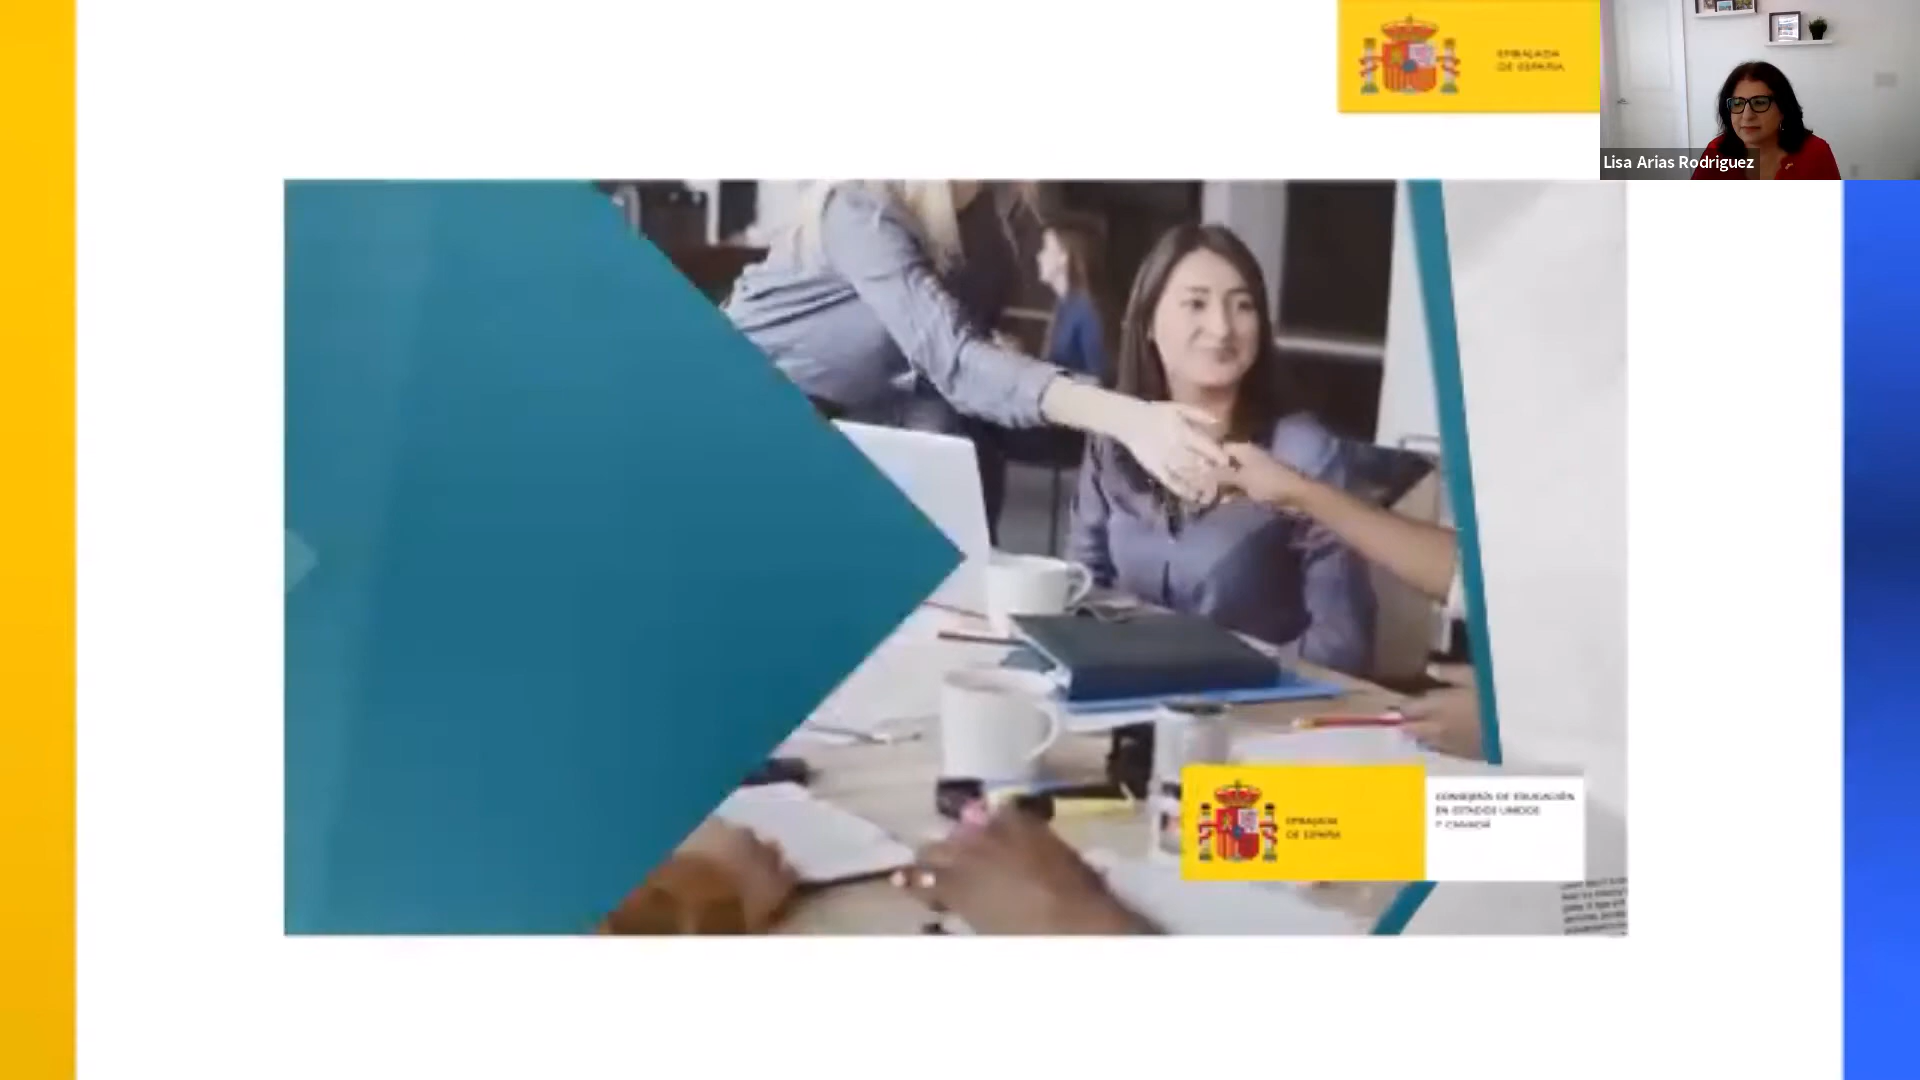 EMBAJADA
DE ESPAÑA
Lisa Arias Rodriguez
EMBAJADA
DE ESPAÑA
CONSEJERÍA DE EDUCACIÓN
EN ESTADOS UNIDOS
Y CANADÁ